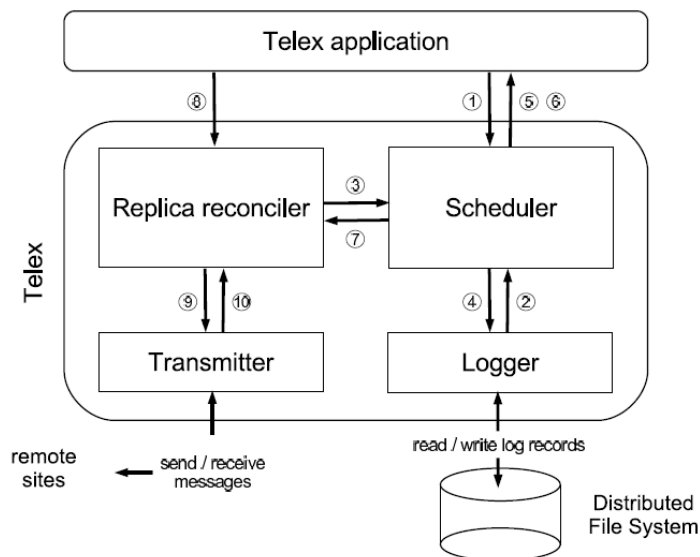 Telex application
⑧
①
⑤ ⑥
Replica reconciler
③
⑦
Scheduler
Telex
⑨
⑩
④
②
Transmitter
Logger
remote
sites
send / receive
messages
read / write log records
Distributed
File System